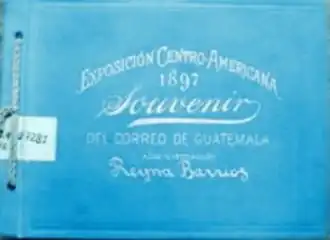 EXPOSICIÓN CENTRO-AMERICANA
1897
Souvenir
DEL CORREO DE GUATEMALA
Reyna Barrios